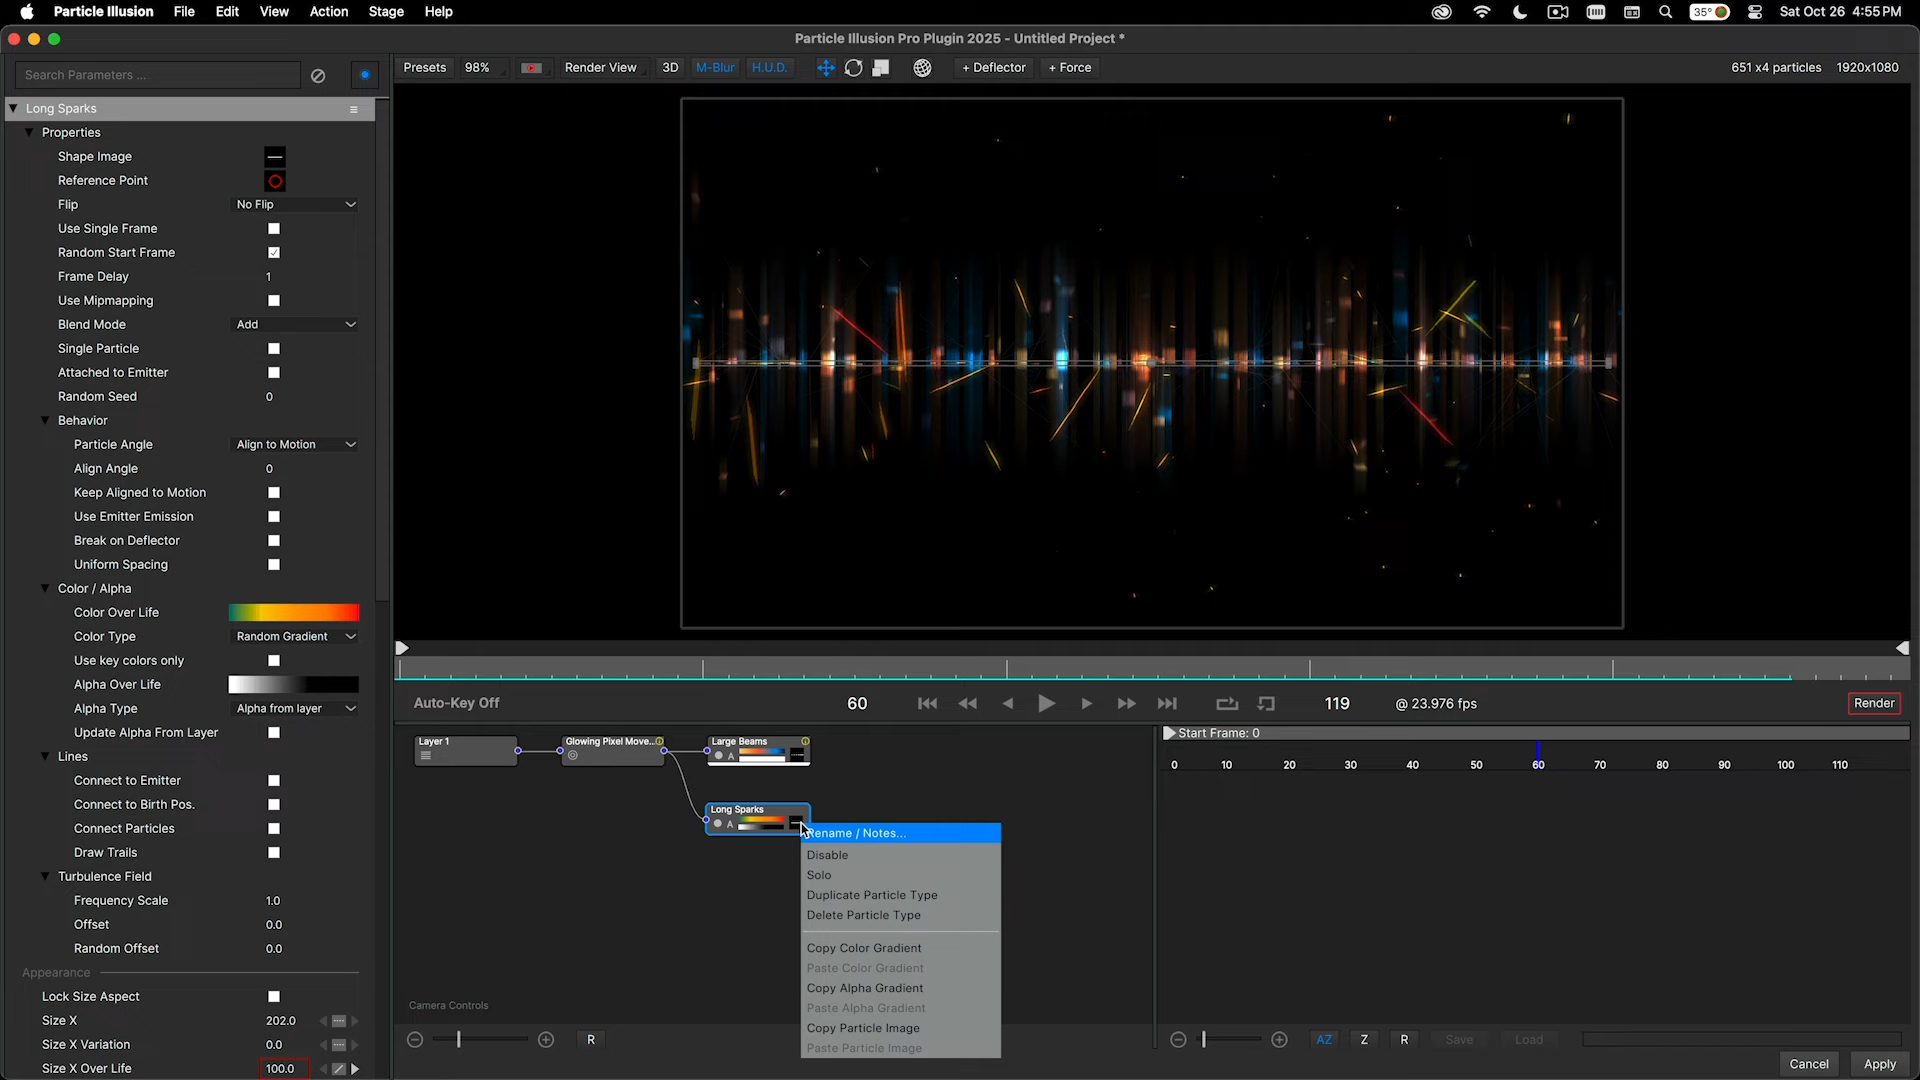 Particle Illusion File Edit View Action Stage Help
35° Sat Oct 26 4:55 PM
Particle Illusion Pro Plugin 2025 - Untitled Project *
Search Parameters ...
Presets 98% Render View 3D M-Blur H.U.D. + Deflector + Force 651 x4 particles 1920x1080
Long Sparks
Properties
Shape Image
Reference Point
Flip No Flip
Use Single Frame
Random Start Frame
Frame Delay 1
Use Mipmapping
Blend Mode Add
Single Particle
Attached to Emitter
Random Seed 0
Behavior
Particle Angle Align to Motion
Align Angle 0
Keep Aligned to Motion
Use Emitter Emission
Break on Deflector
Uniform Spacing
Color / Alpha
Color Over Life
Color Type Random Gradient
Use key colors only
Alpha Over Life
Alpha Type Alpha from layer
Update Alpha From Layer
Lines
Connect to Emitter
Connect to Birth Pos.
Connect Particles
Draw Trails
Turbulence Field
Frequency Scale 1.0
Offset 0.0
Random Offset 0.0
Appearance
Lock Size Aspect
Size X 202.0
Size X Variation 0.0
Size X Over Life 100.0
Auto-Key Off 60 119 @ 23.976 fps Render
Layer 1
Glowing Pixel Move...
Large Beams
A
Long Sparks
A
Rename / Notes...
Disable
Solo
Duplicate Particle Type
Delete Particle Type
Copy Color Gradient
Paste Color Gradient
Copy Alpha Gradient
Paste Alpha Gradient
Copy Particle Image
Paste Particle Image
Camera Controls
R
Start Frame: 0
0 10 20 30 40 50 60 70 80 90 100 110
AZ Z R Save Load
Cancel Apply